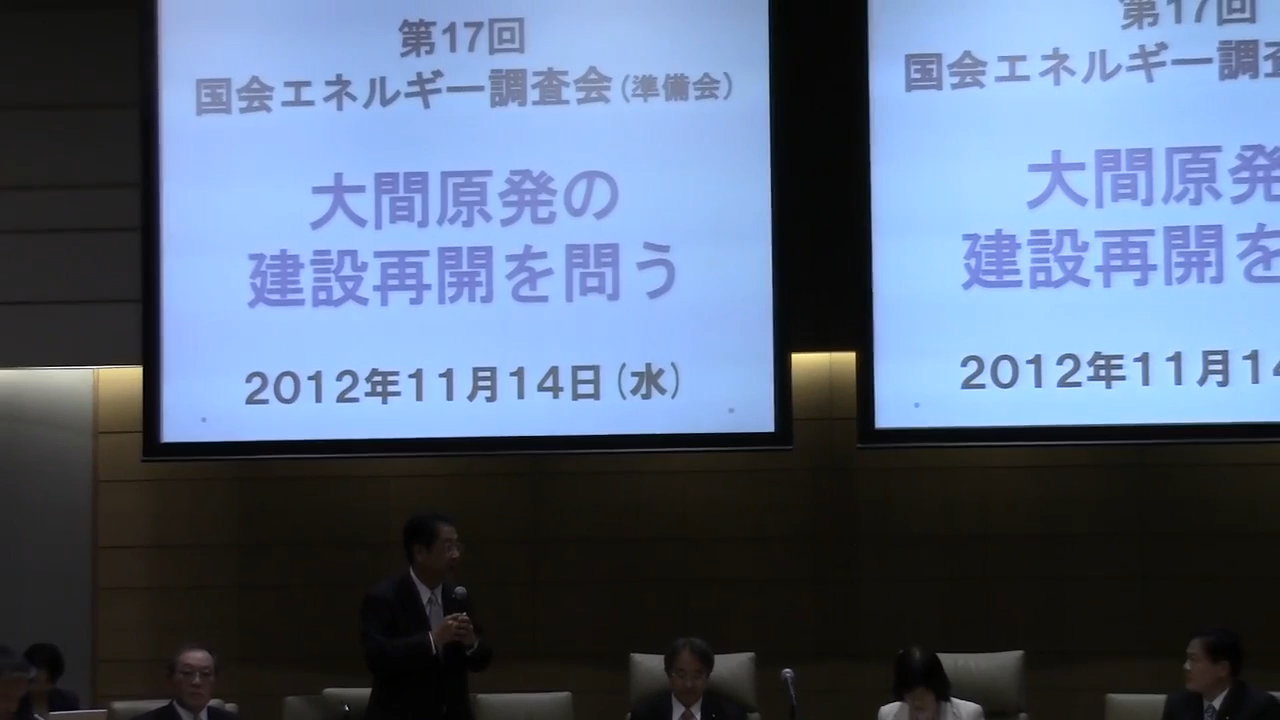 第17回
国会エネルギー調査会(準備会)
大間原発の
建設再開を問う
2012年11月14日(水)
第17回
国会エネルギー調査
大間原発
建設再開を
2012年11月14